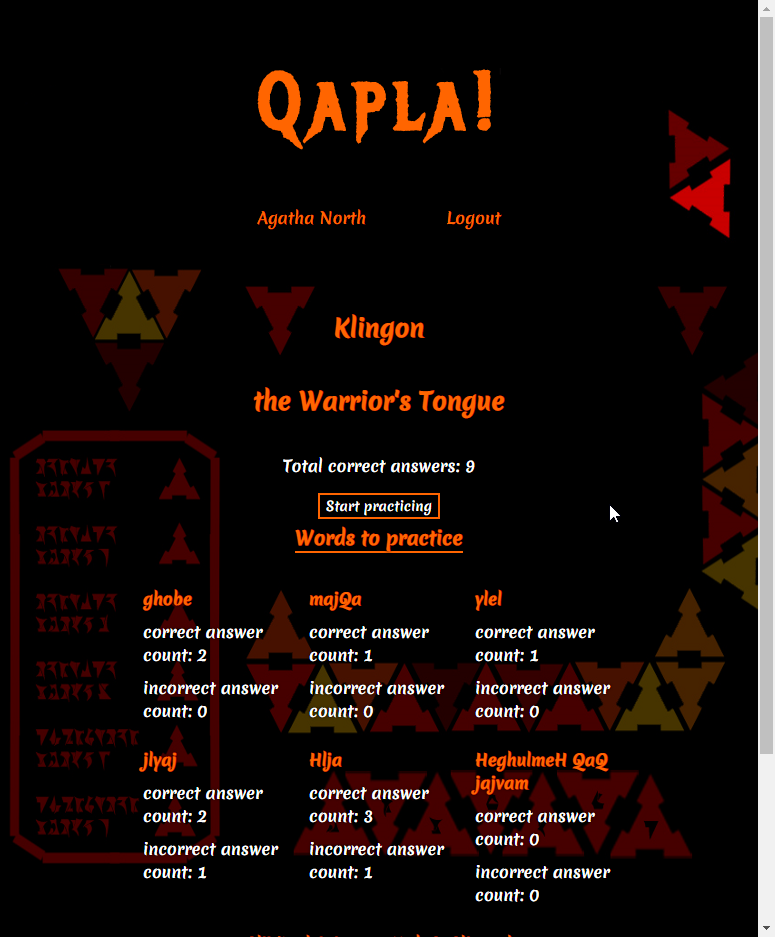 Qapla!
Agatha North Logout
Klingon
the Warrior's Tongue
Total correct answers: 9
Start practicing
Words to practice
ghobe
correct answer
count: 2
incorrect answer
count: 0
majQa
correct answer
count: 1
incorrect answer
count: 0
yIel
correct answer
count: 1
incorrect answer
count: 0
jIyaj
correct answer
count: 2
incorrect answer
count: 1
HIja
correct answer
count: 3
incorrect answer
count: 1
HeghulmeH QaQ
jajvam
correct answer
count: 0
incorrect answer
count: 0